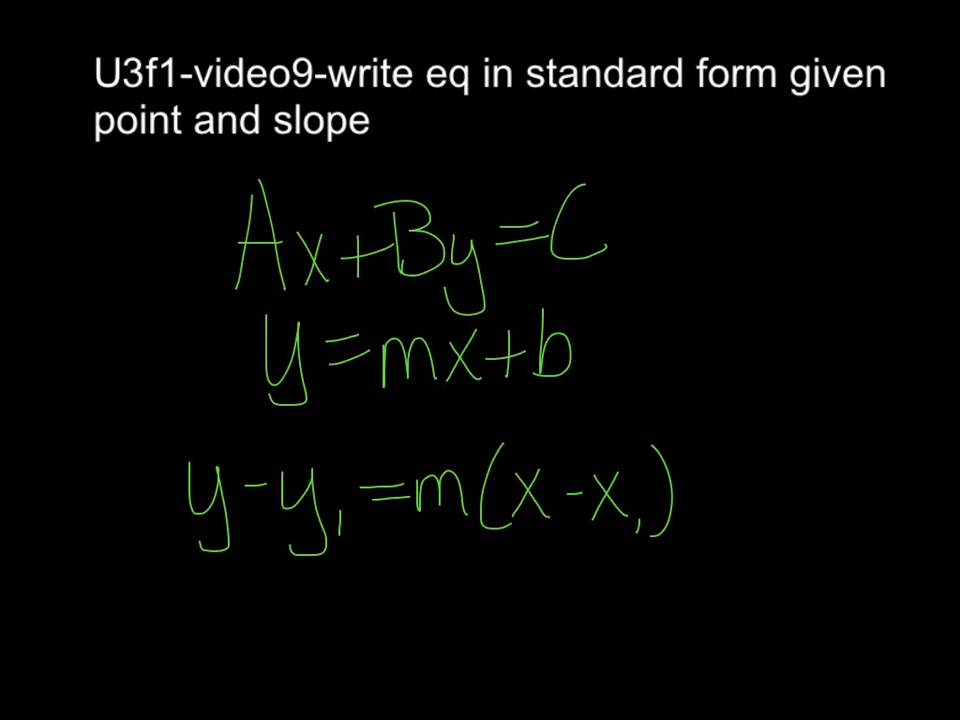 U3f1-video9-write eq in standard form given
point and slope
Ax+By=C
y=mx+b
y-y₁=m(x-x₁)